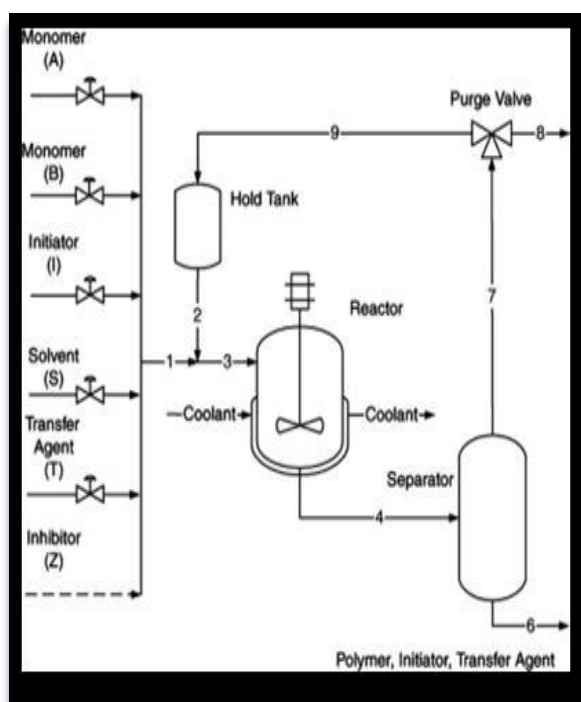 Monomer
(A)
Monomer
(B)
Initiator
(I)
Solvent
(S)
Transfer
Agent
(T)
Inhibitor
(Z)
Purge Valve
9
8
Hold Tank
7
2
Reactor
1
3
Coolant
Coolant
Separator
4
6
Polymer, Initiator, Transfer Agent